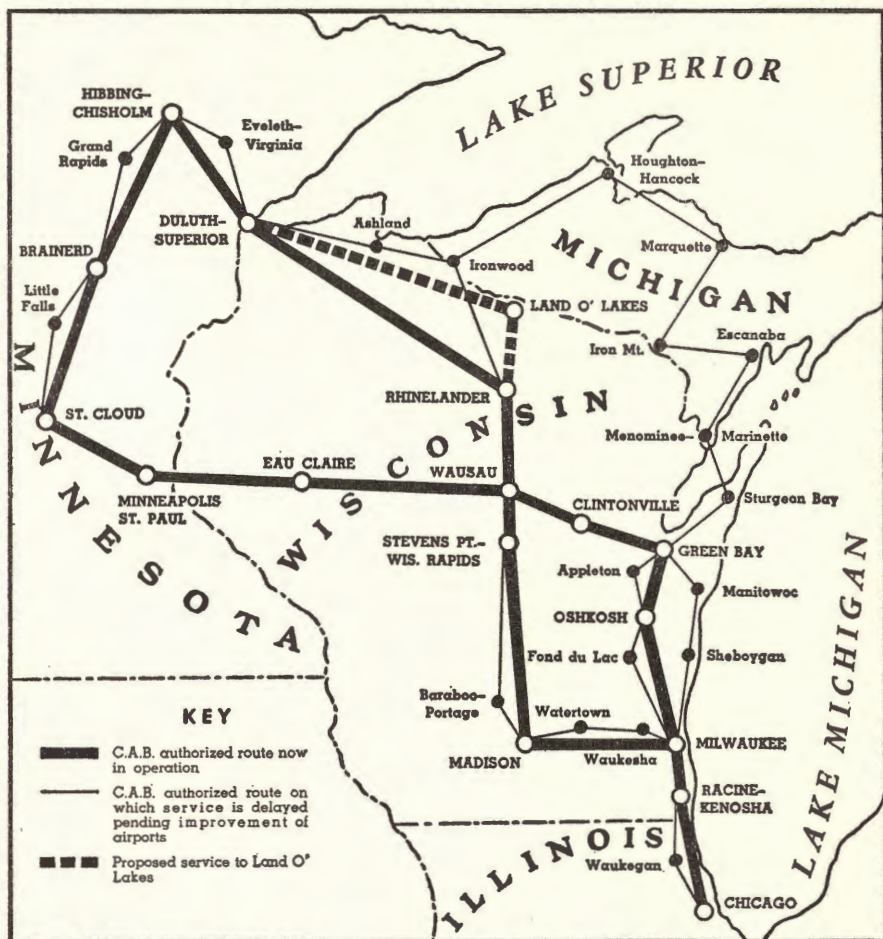 LAKE SUPERIOR
HIBBING–
CHISHOLM
Eveleth–
Virginia
Grand
Rapids
Houghton-
Hancock
DULUTH–
SUPERIOR
Ashland
Ironwood
MICHIGAN
Marquette
BRAINERD
Little
Falls
LAND O' LAKES
Escanaba
Iron Mt.
RHINELANDER
WISCONSIN
MINNESOTA
ST. CLOUD
Menominee–
Marinette
EAU CLAIRE
WAUSAU
MINNEAPOLIS
ST. PAUL
CLINTONVILLE
Sturgeon Bay
STEVENS PT.–
WIS. RAPIDS
GREEN BAY
Appleton
Manitowoc
OSHKOSH
Fond du Lac
Sheboygan
LAKE MICHIGAN
Baraboo–
Portage
Watertown
MADISON
Waukesha
MILWAUKEE
RACINE–
KENOSHA
ILLINOIS
Waukegan
CHICAGO
KEY
C.A.B. authorized route now
in operation
C.A.B. authorized route on
which service is delayed
pending improvement of
airports
Proposed service to Land O'
Lakes